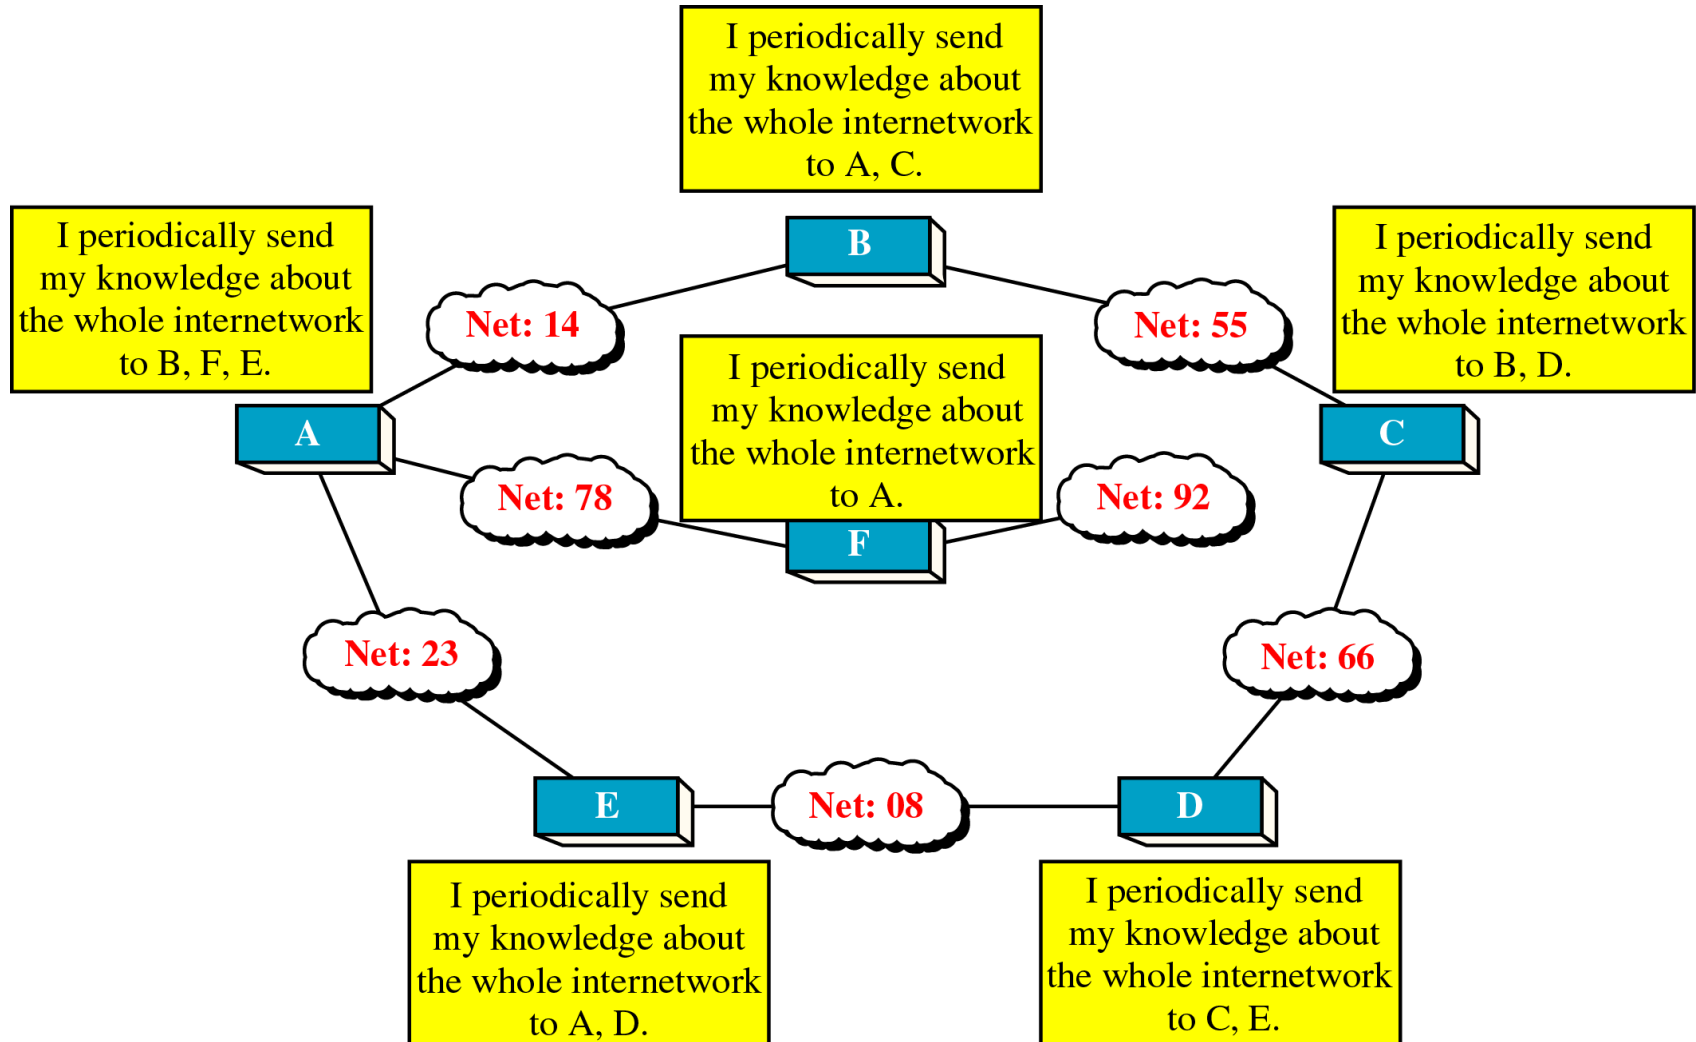 I periodically send
my knowledge about
the whole internetwork
to A, C.
I periodically send
my knowledge about
the whole internetwork
to B, F, E.
B
I periodically send
my knowledge about
the whole internetwork
to B, D.
Net: 14
Net: 55
I periodically send
my knowledge about
the whole internetwork
to A.
A
C
Net: 78
Net: 92
F
Net: 23
Net: 66
E
Net: 08
D
I periodically send
my knowledge about
the whole internetwork
to A, D.
I periodically send
my knowledge about
the whole internetwork
to C, E.